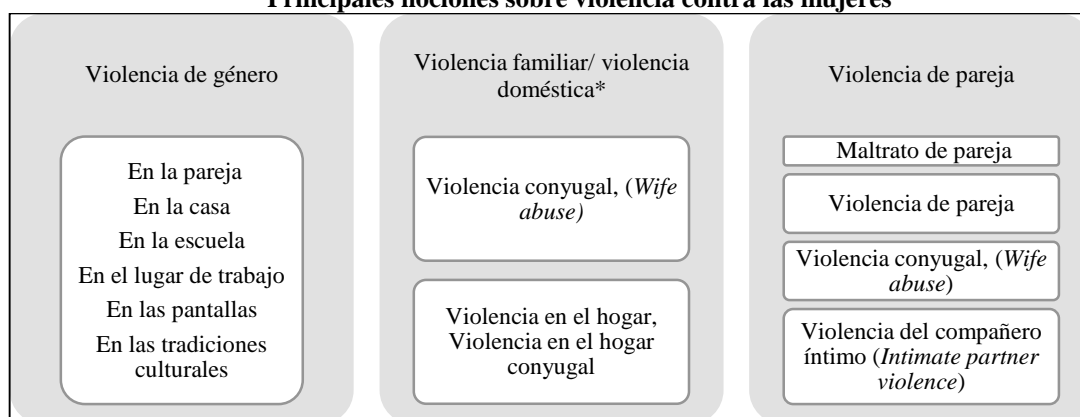 Principales nociones sobre violencia contra las mujeres
Violencia de género
En la pareja
En la casa
En la escuela
En el lugar de trabajo
En las pantallas
En las tradiciones
culturales
Violencia familiar/ violencia
doméstica*
Violencia conyugal, (Wife
abuse)
Violencia en el hogar,
Violencia en el hogar
conyugal
Violencia de pareja
Maltrato de pareja
Violencia de pareja
Violencia conyugal, (Wife
abuse)
Violencia del compañero
íntimo (Intimate partner
violence)